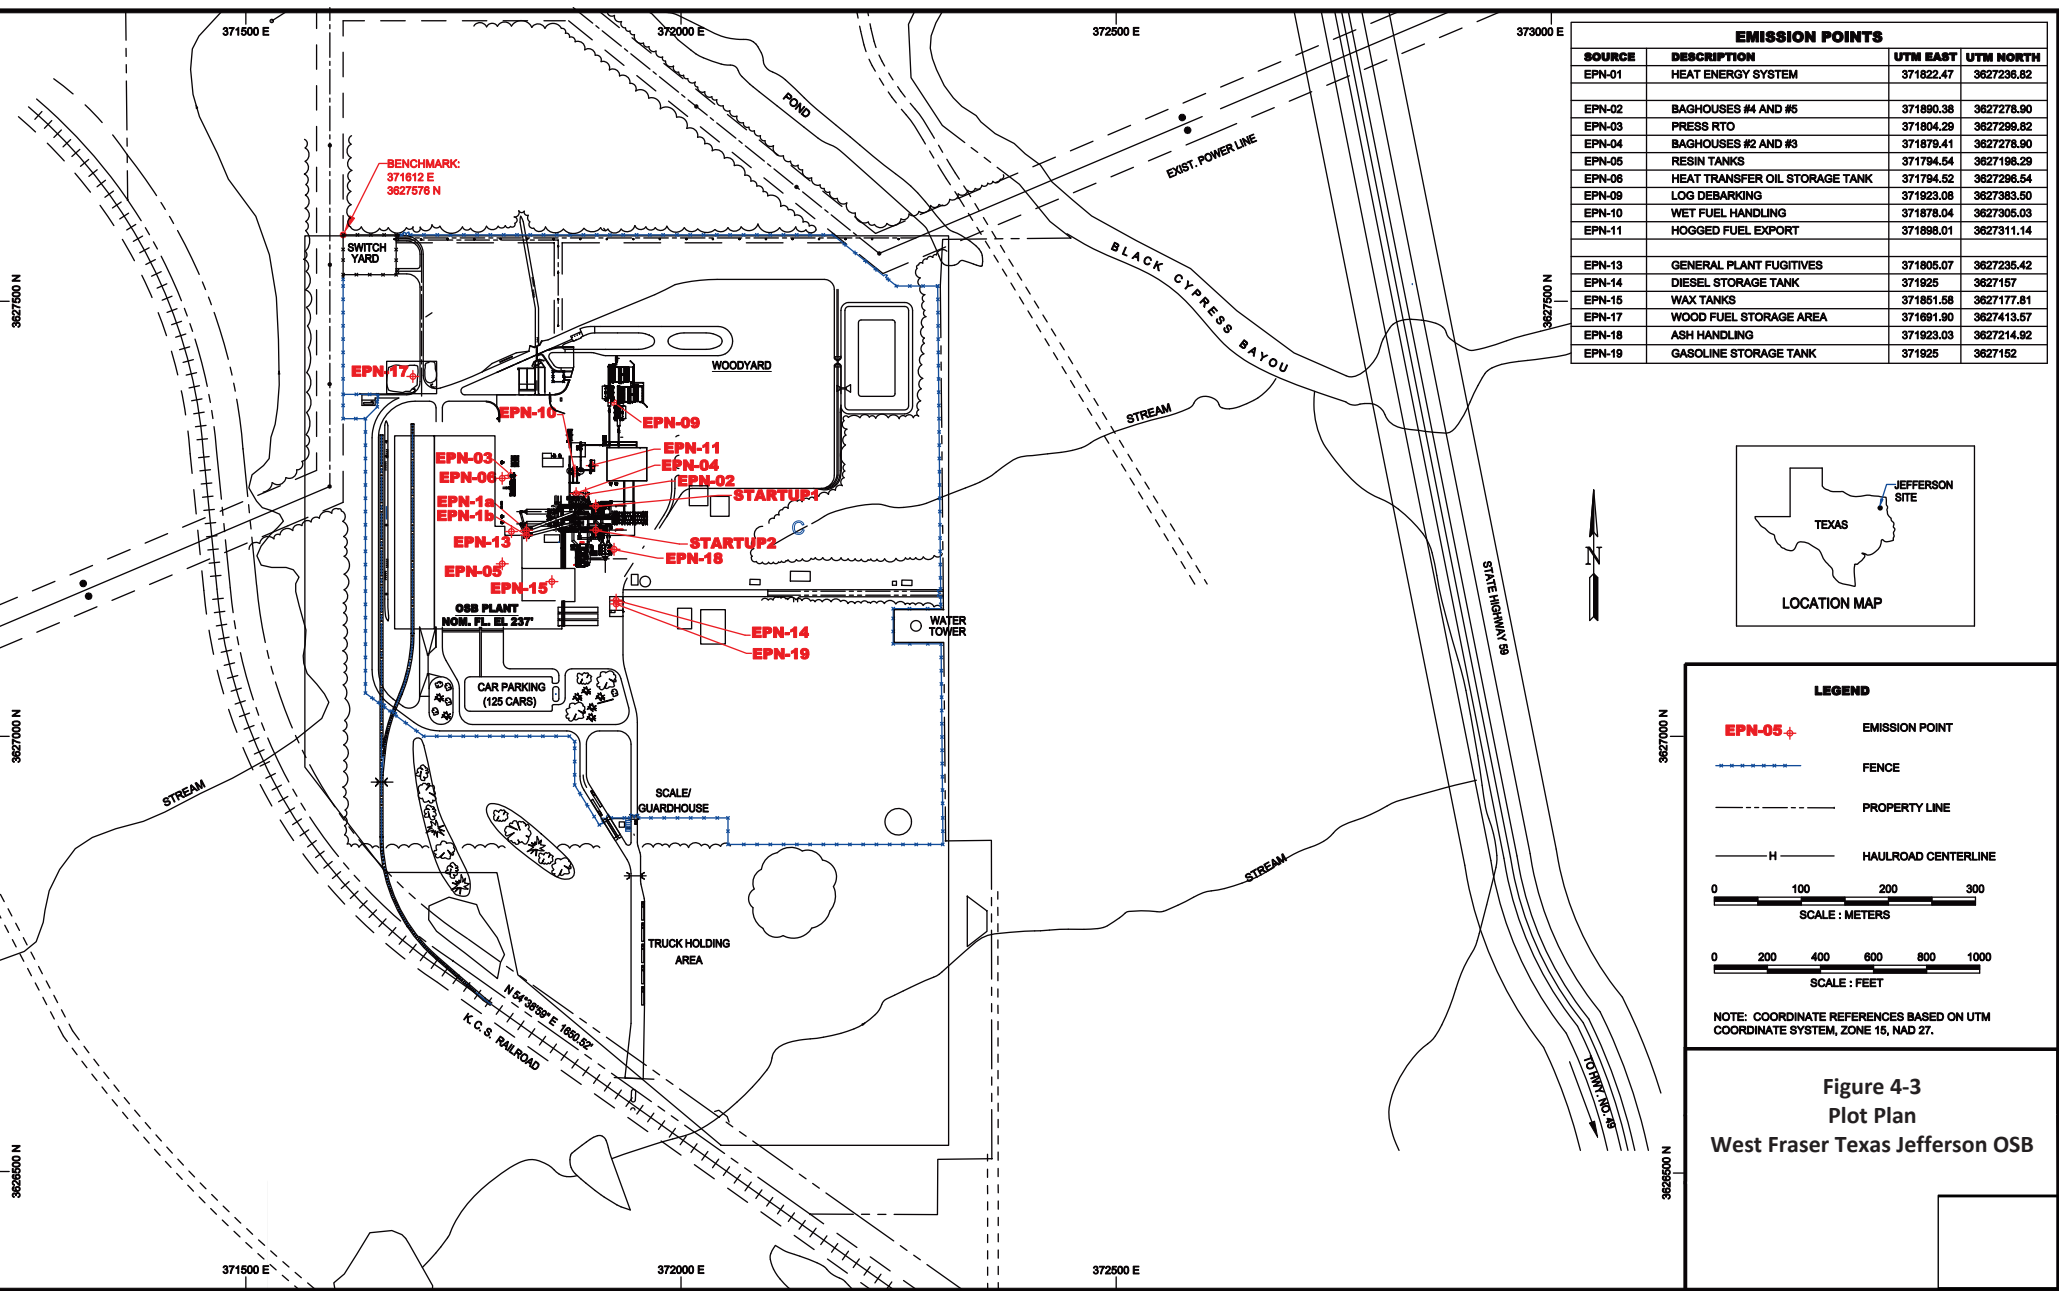 371500 E
372000 E
372500 E
373000 E
EMISSION POINTS
SOURCE DESCRIPTION UTM EAST UTM NORTH
EPN-01 HEAT ENERGY SYSTEM 371822.47 3627236.82
EPN-02 BAGHOUSES #4 AND #5 371890.38 3627278.90
EPN-03 PRESS RTO 371804.29 3627299.82
EPN-04 BAGHOUSES #2 AND #3 371879.41 3627278.90
EPN-05 RESIN TANKS 371794.54 3627198.29
EPN-06 HEAT TRANSFER OIL STORAGE TANK 371794.52 3627296.54
EPN-09 LOG DEBARKING 371923.08 3627383.50
EPN-10 WET FUEL HANDLING 371878.04 3627305.03
EPN-11 HOGGED FUEL EXPORT 371898.01 3627311.14
EPN-13 GENERAL PLANT FUGITIVES 371805.07 3627235.42
EPN-14 DIESEL STORAGE TANK 371925 3627157
EPN-15 WAX TANKS 371851.58 3627177.81
EPN-17 WOOD FUEL STORAGE AREA 371691.90 3627413.57
EPN-18 ASH HANDLING 371923.03 3627214.92
EPN-19 GASOLINE STORAGE TANK 371925 3627152
POND
EXIST. POWER LINE
BENCHMARK:
371612 E
3627576 N
SWITCH
YARD
BLACK CYPRESS BAYOU
3627500 N
3627500 N
WOODYARD
EPN-17
EPN-10
EPN-09
STREAM
EPN-11
EPN-03
EPN-04
EPN-06
EPN-02
STARTUP1
EPN-1a
EPN-1b
EPN-13
STARTUP2
EPN-18
EPN-05
EPN-15
OSB PLANT
NOM. FL. EL 237'
EPN-14
EPN-19
WATER
TOWER
STATE HIGHWAY 59
JEFFERSON
SITE
TEXAS
N
LOCATION MAP
CAR PARKING
(125 CARS)
3627000 N
3627000 N
STREAM
SCALE/
GUARDHOUSE
STREAM
TRUCK HOLDING
AREA
N 54°38'59" E 1650.52'
K. C. S. RAILROAD
TO HWY. NO. 49
LEGEND
EPN-05 EMISSION POINT
FENCE
PROPERTY LINE
H HAULROAD CENTERLINE
0 100 200 300
SCALE : METERS
0 200 400 600 800 1000
SCALE : FEET
NOTE: COORDINATE REFERENCES BASED ON UTM
COORDINATE SYSTEM, ZONE 15, NAD 27.
Figure 4-3
Plot Plan
West Fraser Texas Jefferson OSB
3626500 N
3626500 N
371500 E
372000 E
372500 E